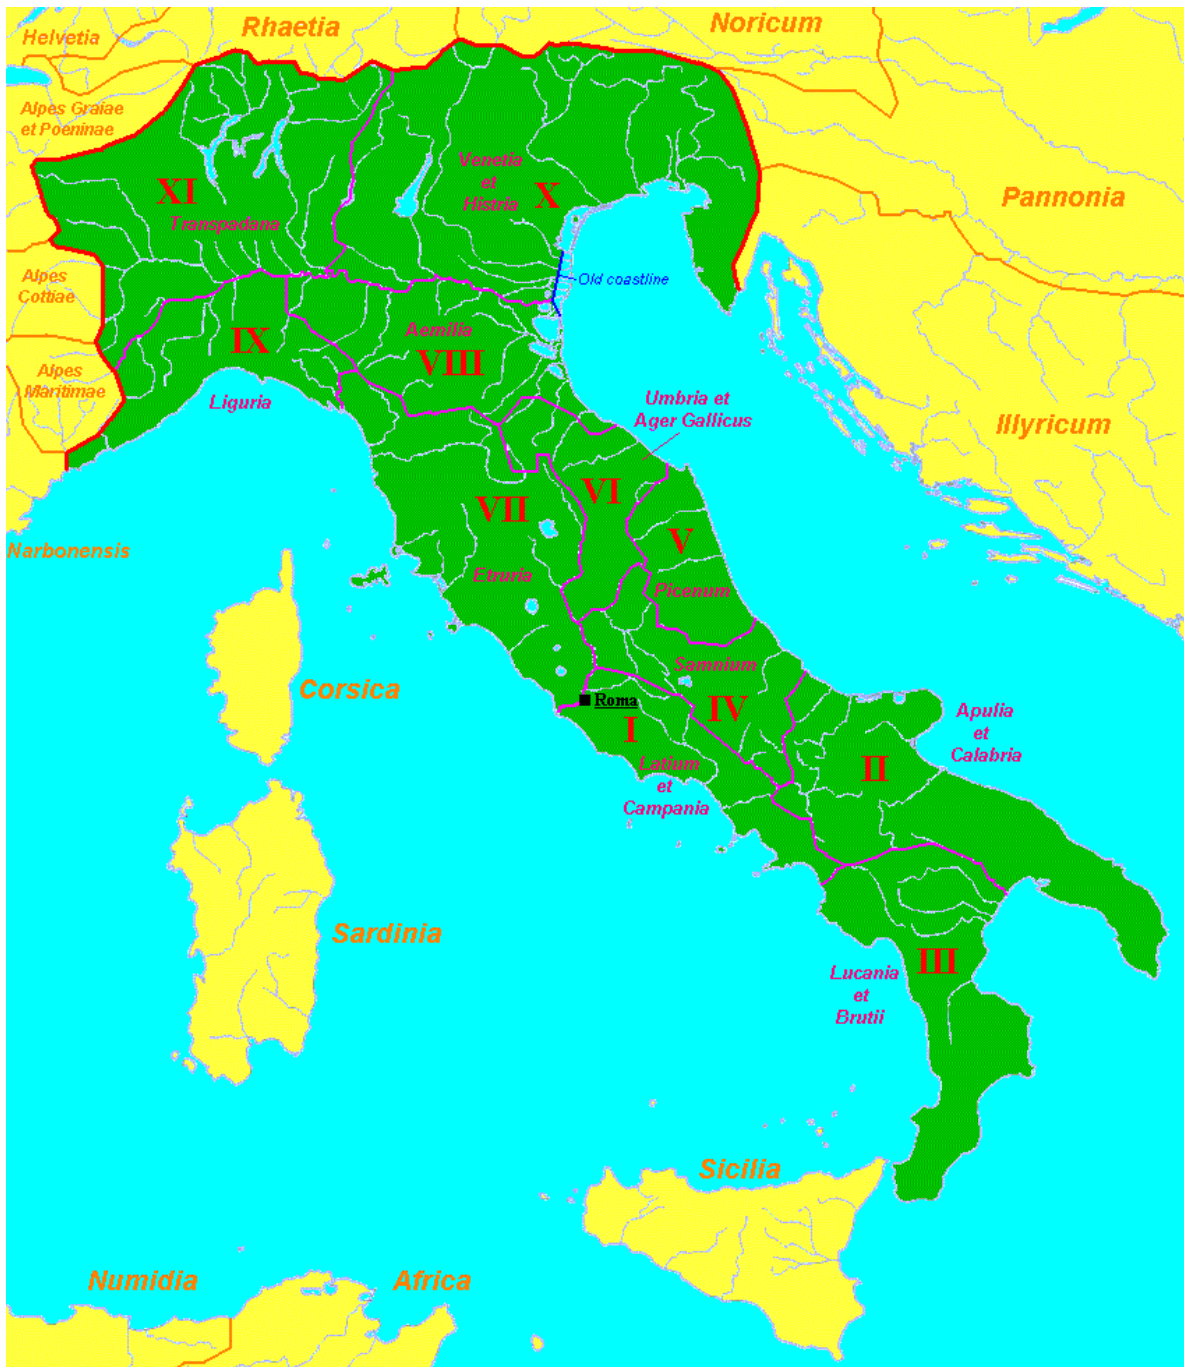 Helvetia
Rhaetia
Noricum
Alpes Graiae
et Poeninae
XI
Transpadana
Venetia
et
Histria
X
Pannonia
Alpes
Cottiae
Old coastline
IX
Aemilia
VIII
Alpes
Maritimae
Liguria
Umbria et
Ager Gallicus
Illyricum
VII
VI
V
Narbonensis
Etruria
Picenum
Samnium
Corsica
Roma
I
IV
Apulia
et
Calabria
Latium
et
Campania
II
Sardinia
III
Lucania
et
Brutii
Sicilia
Numidia
Africa